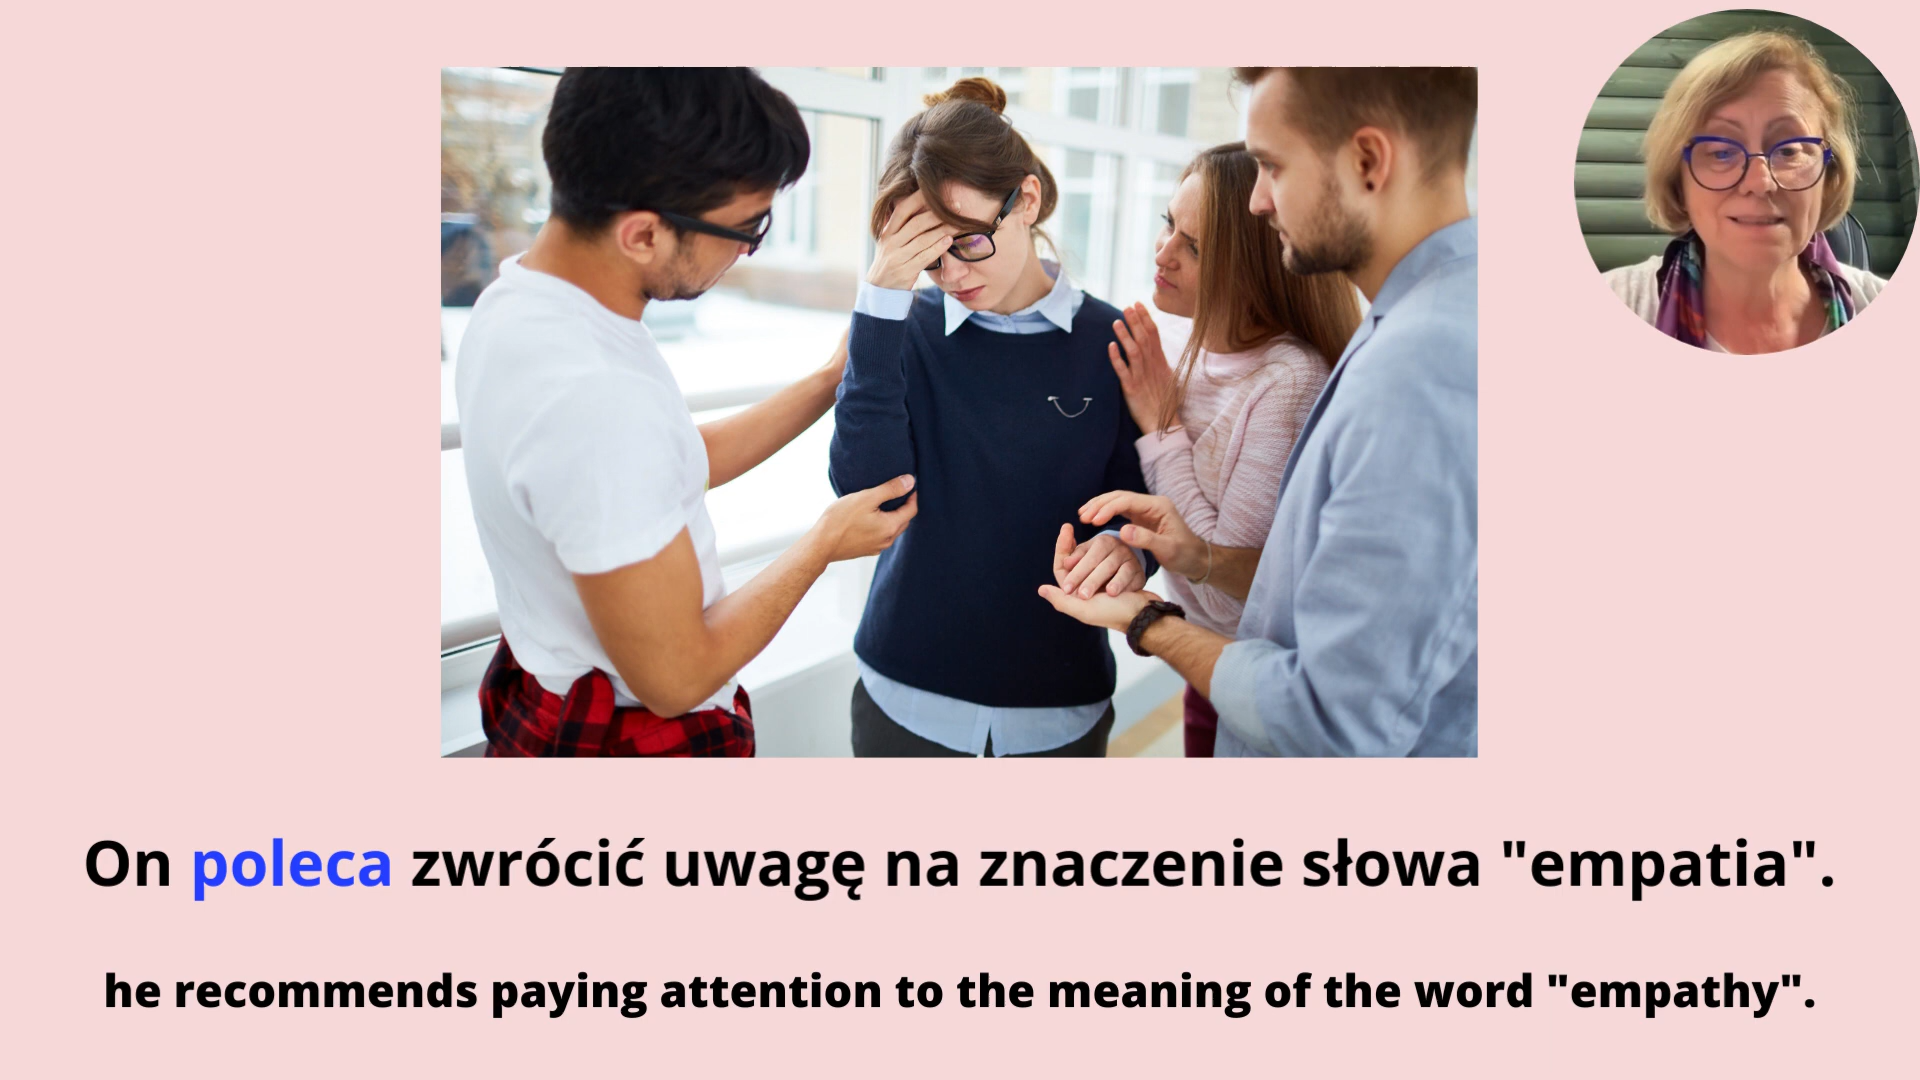 On poleca zwrócić uwagę na znaczenie słowa "empatia".
he recommends paying attention to the meaning of the word "empathy".